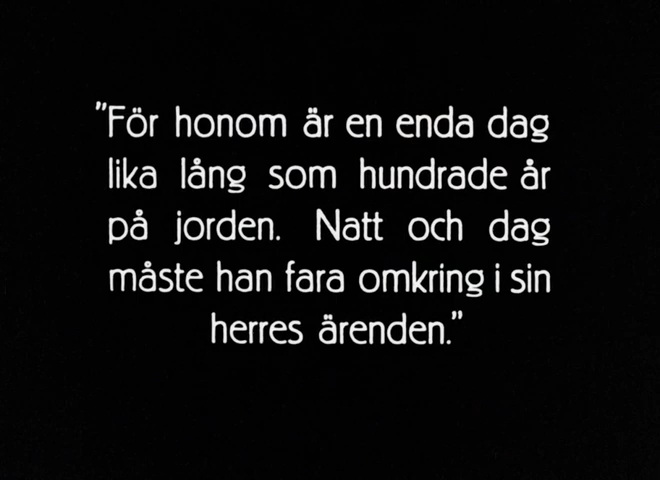 "För honom är en enda dag
lika lång som hundrade år
på jorden. Natt och dag
måste han fara omkring i sin
herres ärenden."